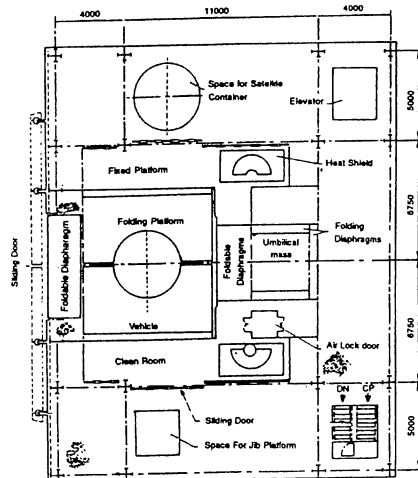 4000
11000
4000
Space for Satellite
Container
Elevator
5000
Heat Shield
Fixed Platform
6750
Folding Platform
Folding
Diaphragms
Sliding Door
Foldable Diapheragm
Foldable
Diaphragms
Umbilical
mass
Vehicle
6750
Air Lock door
Clean Room
DN
CP
Sliding Door
Space For Jib Platform
5000